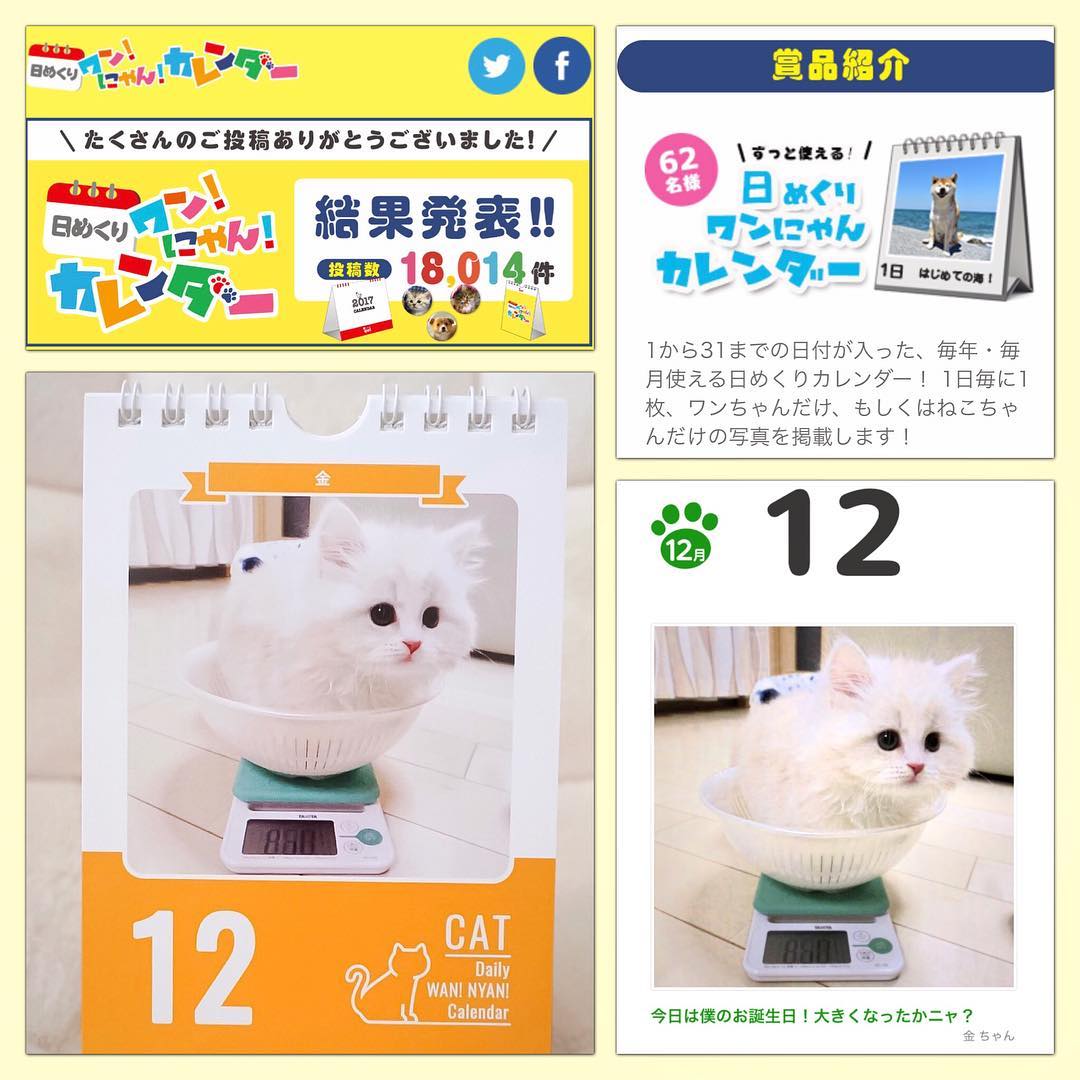 日めくり
ワン!
にゃん!
カレンダー
\ たくさんのご投稿ありがとうございました! /
日めくり
ワン!
にゃん!
カレンダー
結果発表!!
投稿数 18,014件
2017
CALENDAR
賞品紹介
62
名様
\ ずっと使える! /
日めくり
ワンにゃん
カレンダー
1日 はじめての海!
1から31までの日付が入った、毎年・毎
月使える日めくりカレンダー! 1日毎に1
枚、ワンちゃんだけ、もしくはねこちゃ
んだけの写真を掲載します!
金
TANITA
880
12
CAT
Daily
WAN! NYAN!
Calendar
12月
12
TANITA
880
今日は僕のお誕生日!大きくなったかニャ?
金 ちゃん